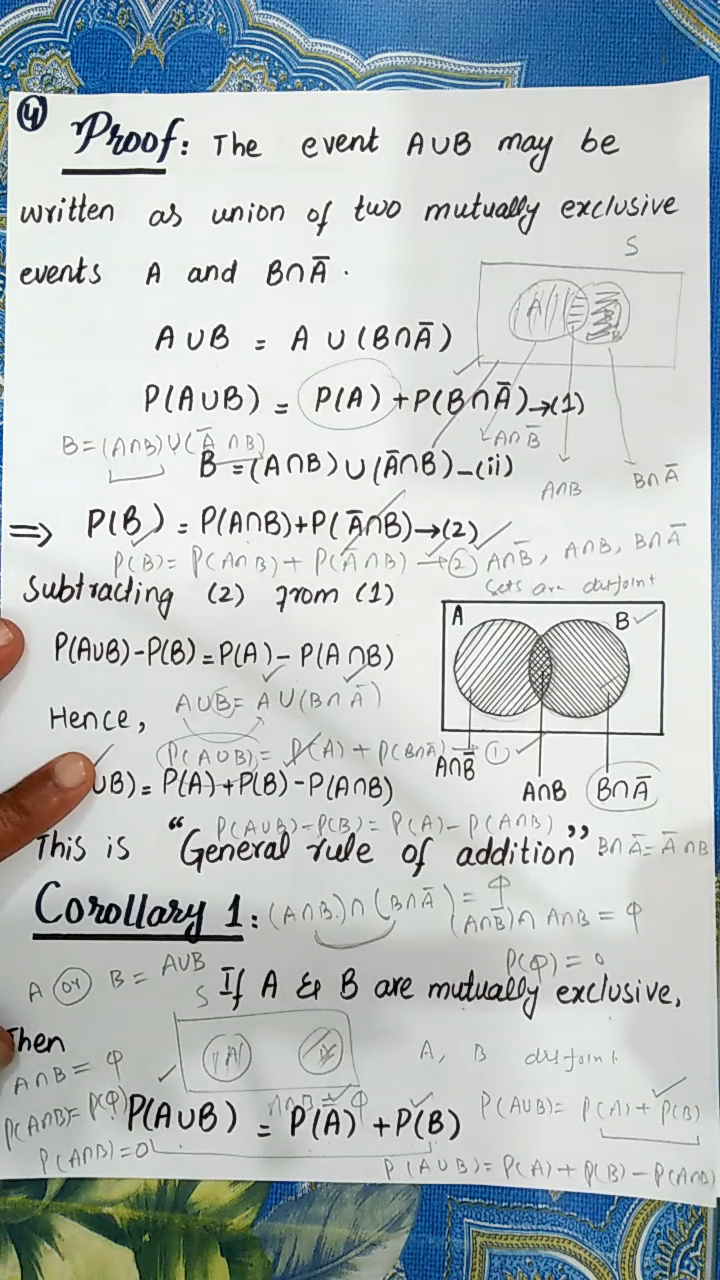 4
Proof: The event A∪B may be
written as union of two mutually exclusive
events A and B∩Ā.
S
A
B
A∪B = A∪(B∩Ā)
P(A∪B) = P(A)+P(B∩Ā)→(1)
A∩B̄
A∩B
B∩Ā
B=(A∩B)∪(Ā∩B)
B=(A∩B)∪(Ā∩B)–(ii)
⇒ P(B)=P(A∩B)+P(Ā∩B)→(2)
P(B)= P(A∩B)+ P(Ā∩B) → 2
A∩B̄, A∩B, B∩Ā
Sets are disjoint
Subtracting (2) from (1)
A
B
P(A∪B)-P(B)=P(A)-P(A∩B)
A∪B= A∪(B∩Ā)
Hence,
P(A∪B)= P(A)+P(B∩Ā) → 1
A∩B̄
A∩B
B∩Ā
∪B)=P(A)+P(B)-P(A∩B)
P(A∪B)-P(B)= P(A)-P(A∩B)
This is "General rule of addition"
B∩Ā=Ā∩B
Corollary 1:
(A∩B)∩(B∩Ā)=φ
(A∩B̄)∩A∩B=φ
P(φ)=0
A or B = A∪B
If A & B are mutually exclusive,
S
Then
A∩B=φ
A
A, B disjoint
A∩B=φ
P(A∩B)=P(φ)
P(A∪B) = P(A)+P(B)
P(A∪B)= P(A)+P(B)
P(A∩B)=0
P(A∪B)=P(A)+P(B)-P(A∩B)